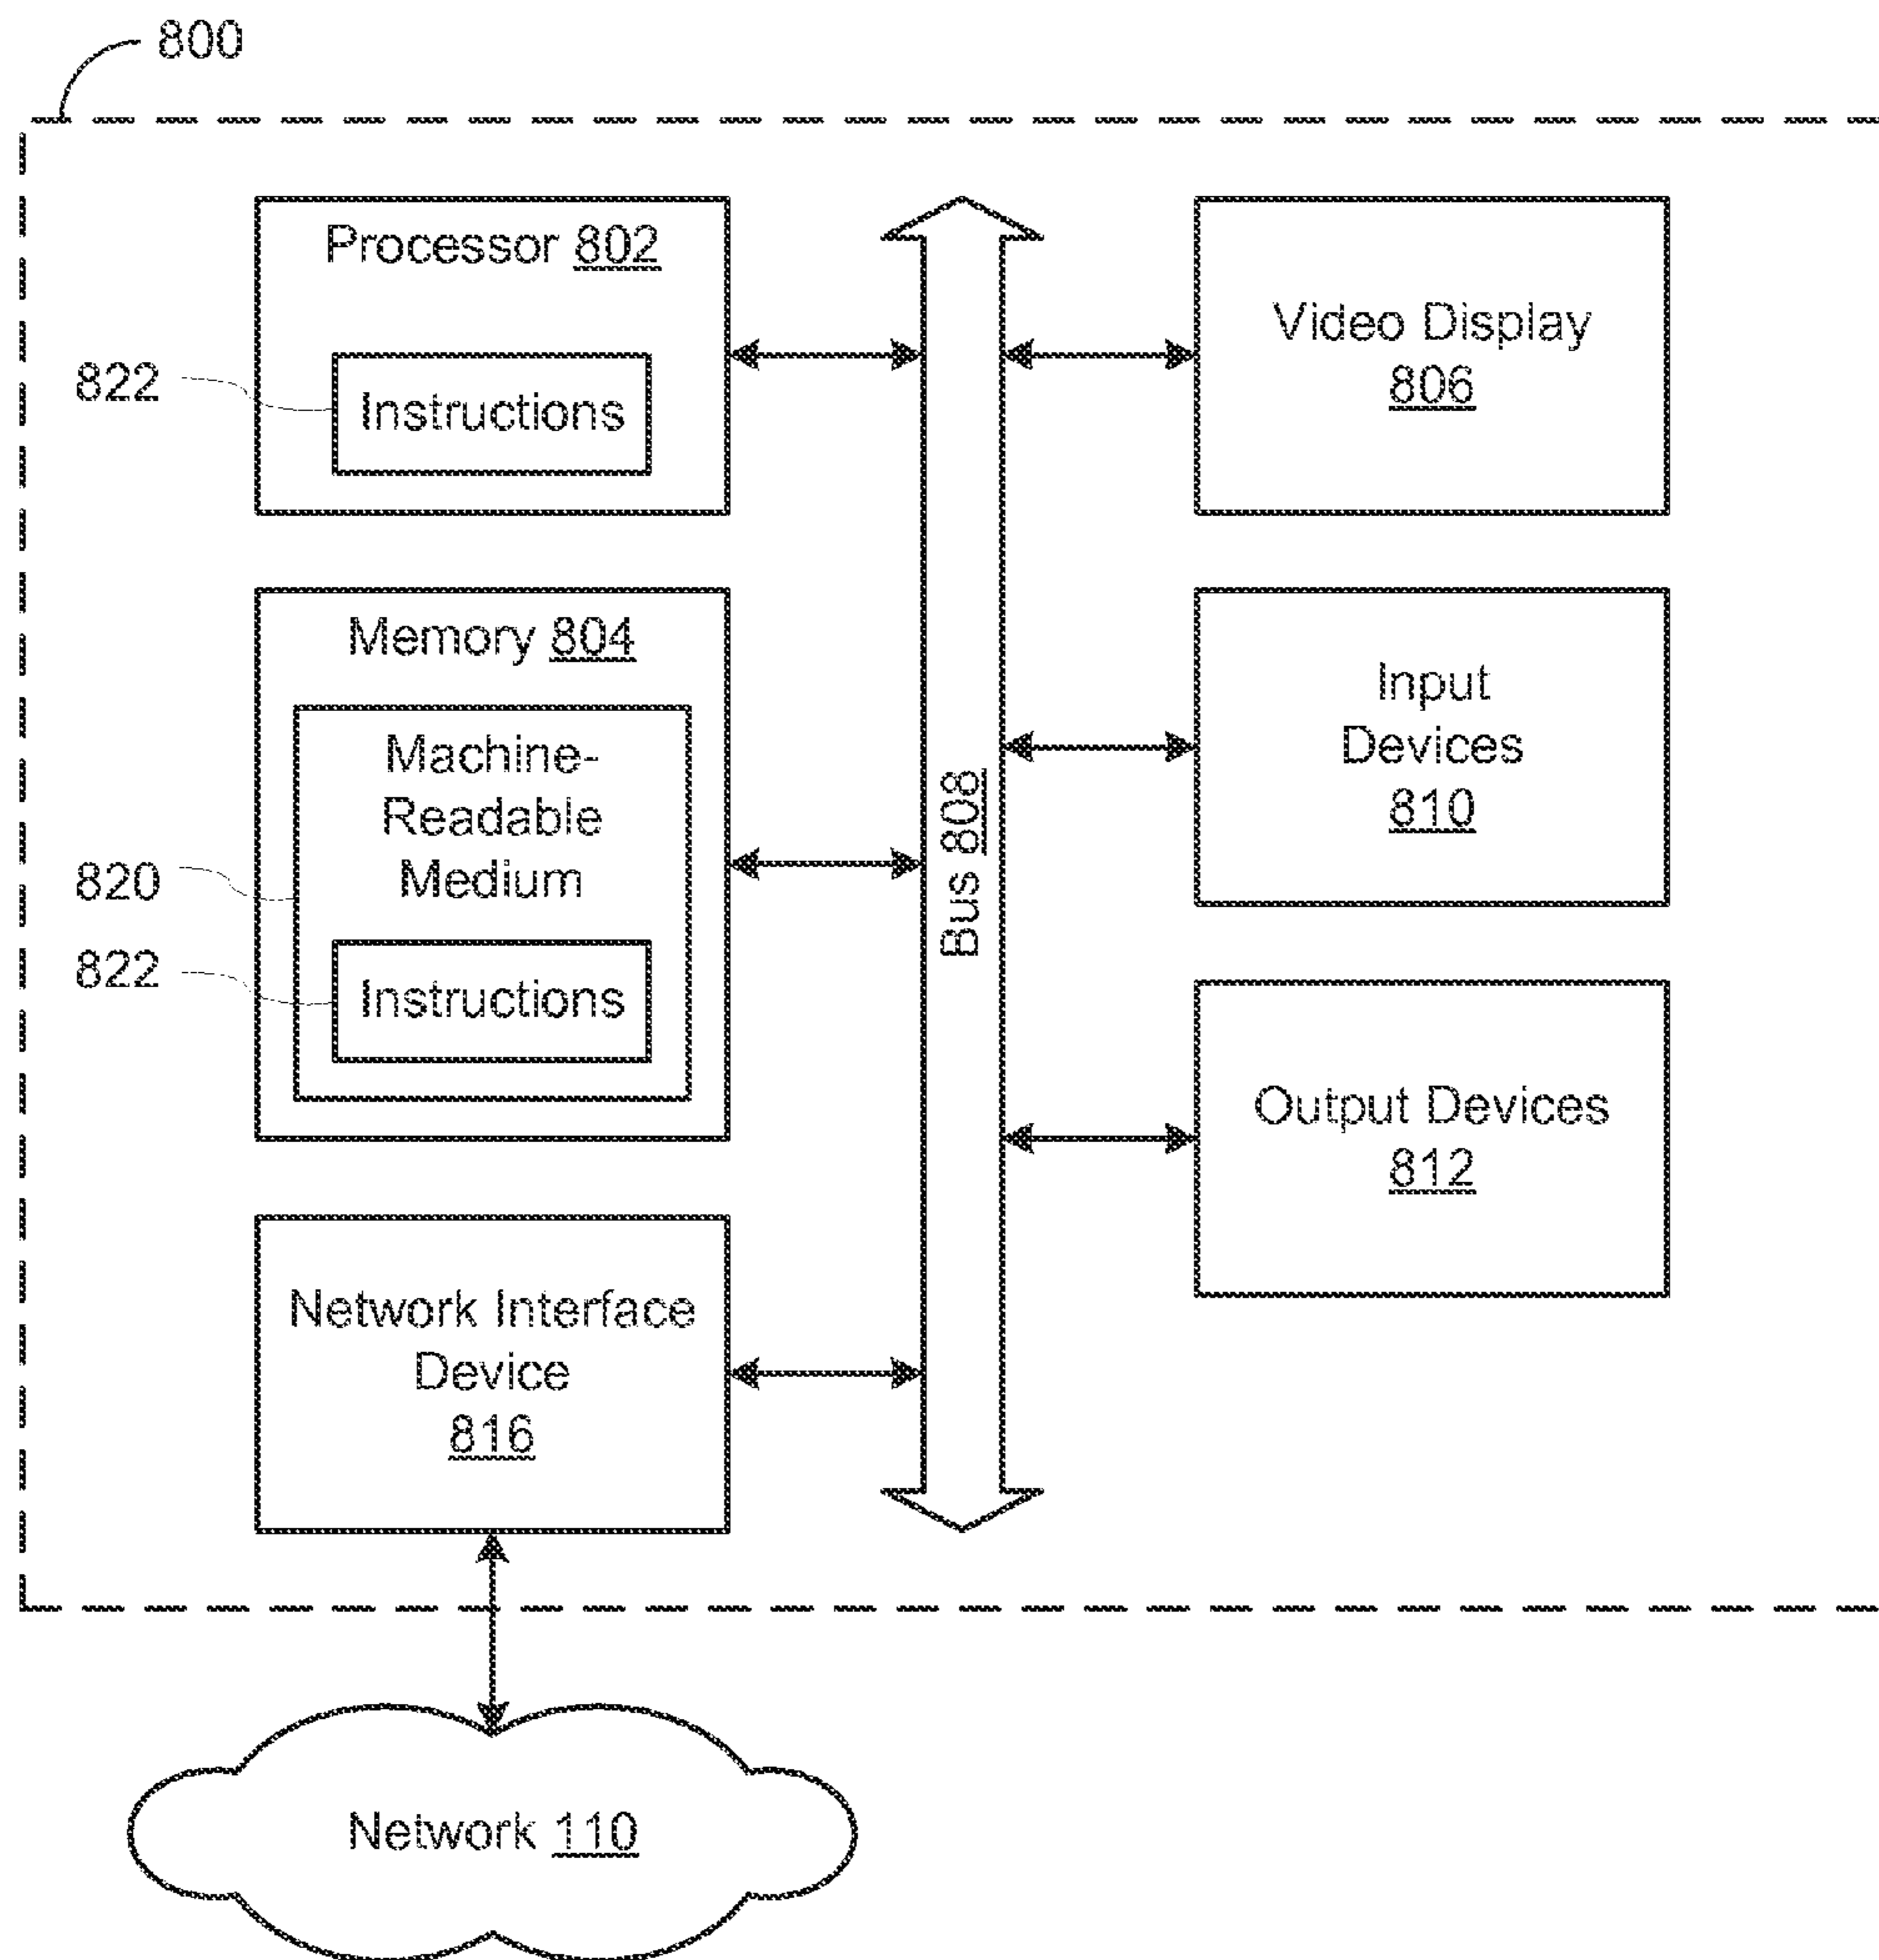 800
Processor 802
822
Instructions
Memory 804
Machine-
Readable
Medium
820
822
Instructions
Network Interface
Device
816
Bus 808
Video Display
806
Input
Devices
810
Output Devices
812
Network 110